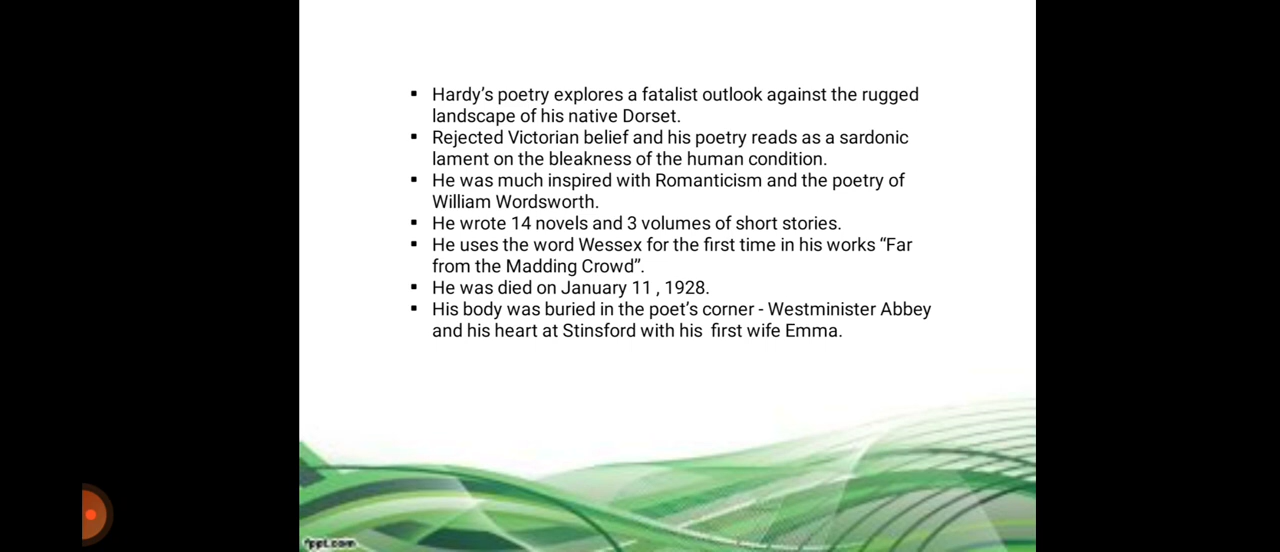 ▪ Hardy’s poetry explores a fatalist outlook against the rugged
landscape of his native Dorset.
▪ Rejected Victorian belief and his poetry reads as a sardonic
lament on the bleakness of the human condition.
▪ He was much inspired with Romanticism and the poetry of
William Wordsworth.
▪ He wrote 14 novels and 3 volumes of short stories.
▪ He uses the word Wessex for the first time in his works “Far
from the Madding Crowd”.
▪ He was died on January 11 , 1928.
▪ His body was buried in the poet’s corner - Westminister Abbey
and his heart at Stinsford with his first wife Emma.
fppt.com